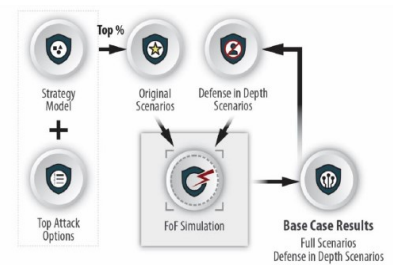 Top %
Strategy
Model
+
Top Attack
Options
Original
Scenarios
Defense in Depth
Scenarios
FoF Simulation
Base Case Results
Full Scenarios
Defense in Depth Scenarios